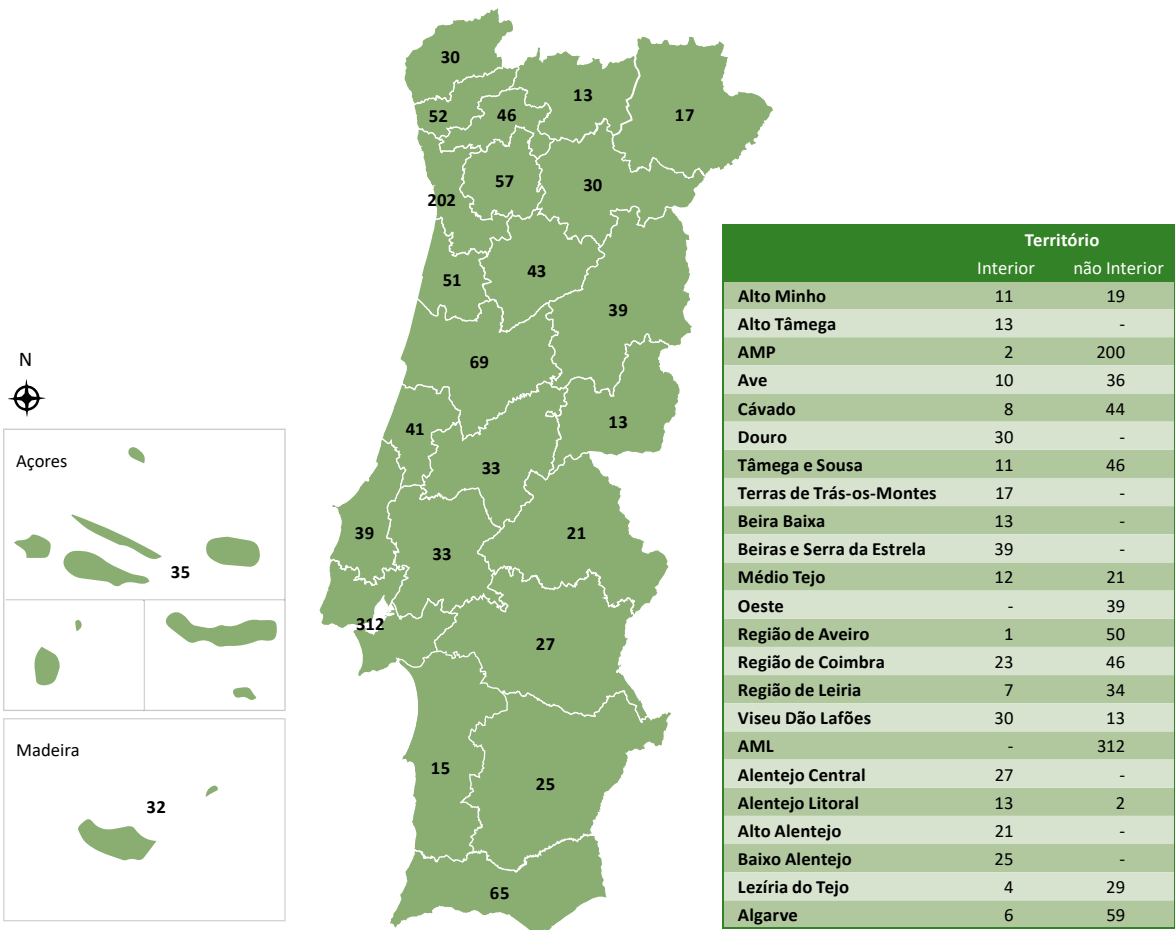 30
13
52
46
17
57
30
202
43
51
39
69
13
41
33
39
33
21
312
27
15
25
65
N
Açores
35
Madeira
32
Território
Interior não Interior
Alto Minho 11 19
Alto Tâmega 13 -
AMP 2 200
Ave 10 36
Cávado 8 44
Douro 30 -
Tâmega e Sousa 11 46
Terras de Trás-os-Montes 17 -
Beira Baixa 13 -
Beiras e Serra da Estrela 39 -
Médio Tejo 12 21
Oeste - 39
Região de Aveiro 1 50
Região de Coimbra 23 46
Região de Leiria 7 34
Viseu Dão Lafões 30 13
AML - 312
Alentejo Central 27 -
Alentejo Litoral 13 2
Alto Alentejo 21 -
Baixo Alentejo 25 -
Lezíria do Tejo 4 29
Algarve 6 59